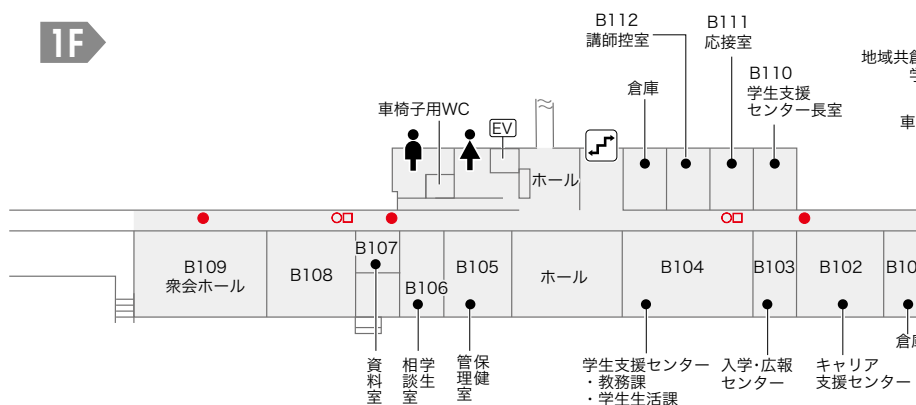 1F
B112
講師控室
B111
応接室
B110
学生支援
センター長室
地域共創
車
倉庫
車椅子用WC
EV
ホール
B109
衆会ホール
B108
B107
B106
B105
ホール
B104
B103
B102
B10
資料室
学生
相談室
保健
管理室
学生支援センター
・教務課
・学生生活課
入学・広報
センター
キャリア
支援センター
倉庫